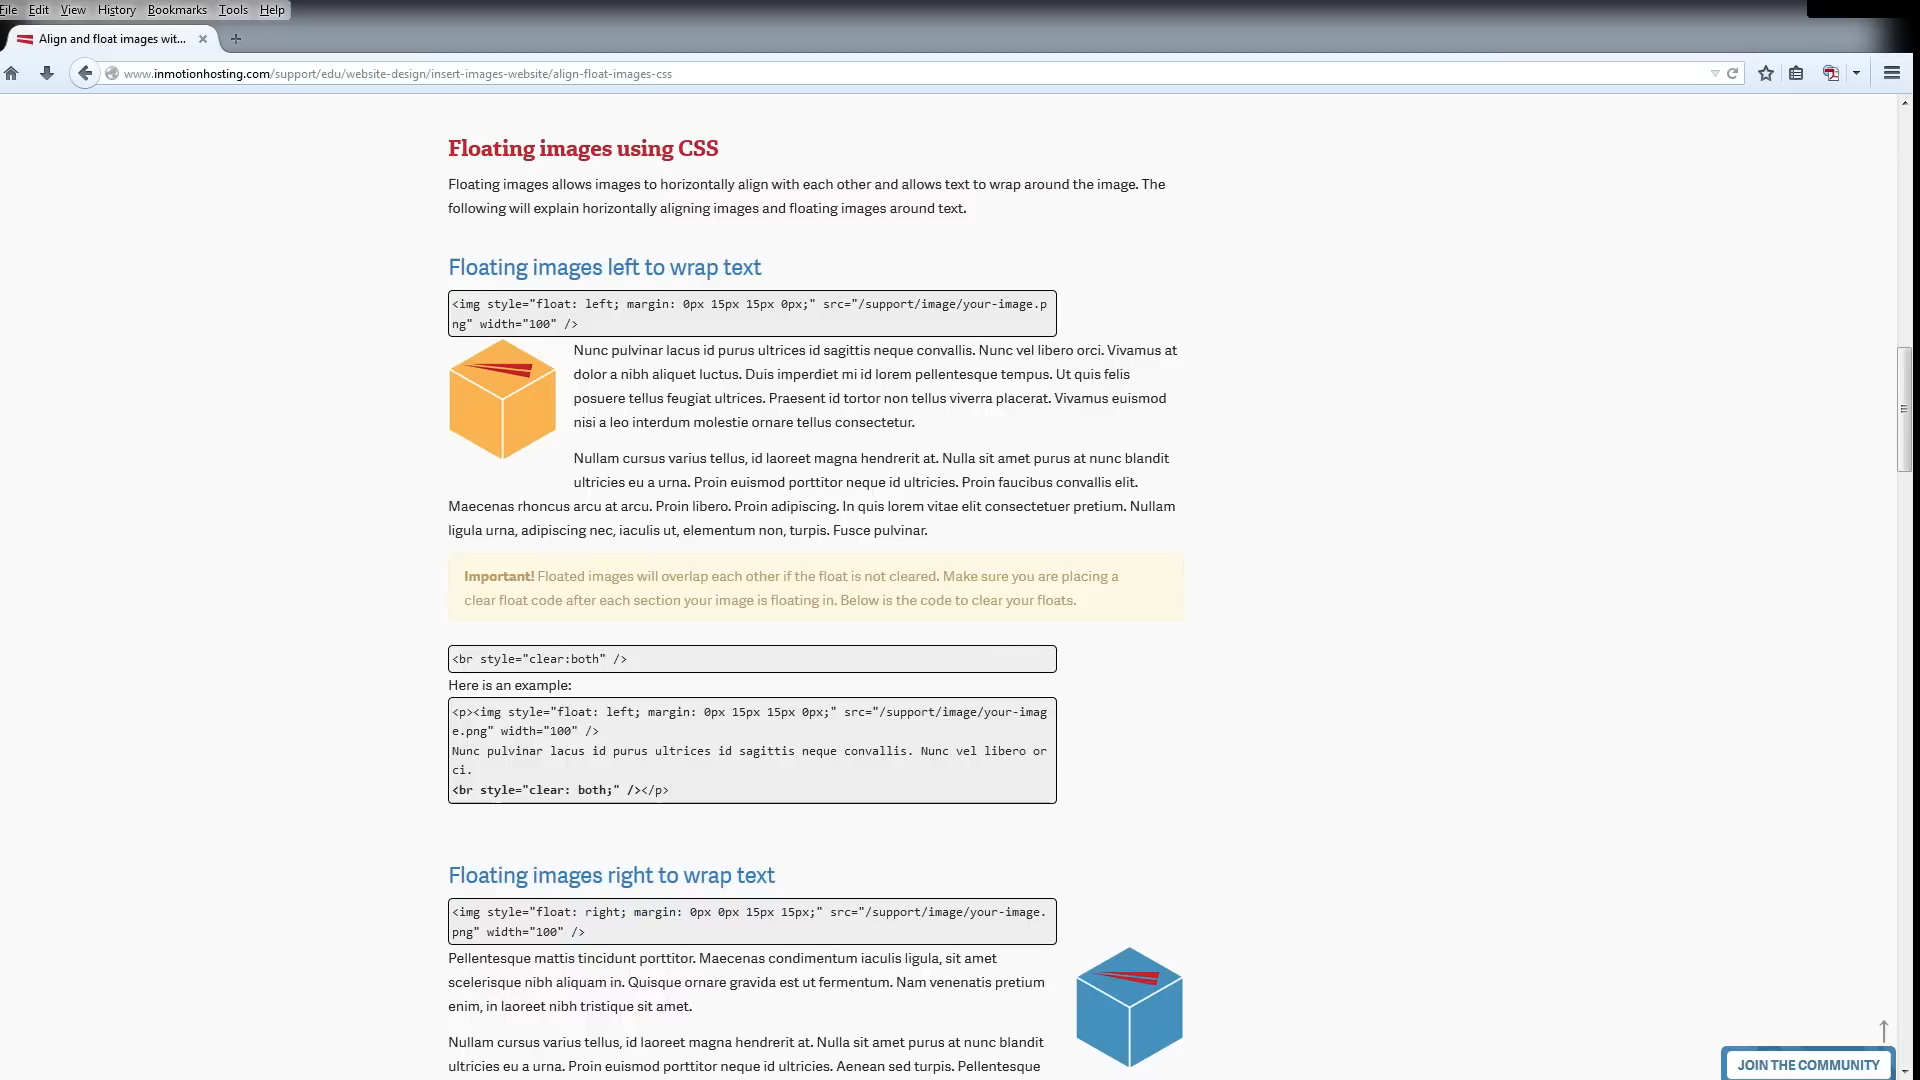 File Edit View History Bookmarks Tools Help
Align and float images wit...
www.inmotionhosting.com/support/edu/website-design/insert-images-website/align-float-images-css
Floating images using CSS
Floating images allows images to horizontally align with each other and allows text to wrap around the image. The
following will explain horizontally aligning images and floating images around text.
Floating images left to wrap text
<img style="float: left; margin: 0px 15px 15px 0px;" src="/support/image/your-image.p
ng" width="100" />
Nunc pulvinar lacus id purus ultrices id sagittis neque convallis. Nunc vel libero orci. Vivamus at
dolor a nibh aliquet luctus. Duis imperdiet mi id lorem pellentesque tempus. Ut quis felis
posuere tellus feugiat ultrices. Praesent id tortor non tellus viverra placerat. Vivamus euismod
nisi a leo interdum molestie ornare tellus consectetur.
Nullam cursus varius tellus, id laoreet magna hendrerit at. Nulla sit amet purus at nunc blandit
ultricies eu a urna. Proin euismod porttitor neque id ultricies. Proin faucibus convallis elit.
Maecenas rhoncus arcu at arcu. Proin libero. Proin adipiscing. In quis lorem vitae elit consectetuer pretium. Nullam
ligula urna, adipiscing nec, iaculis ut, elementum non, turpis. Fusce pulvinar.
Important! Floated images will overlap each other if the float is not cleared. Make sure you are placing a
clear float code after each section your image is floating in. Below is the code to clear your floats.
<br style="clear:both" />
Here is an example:
<p><img style="float: left; margin: 0px 15px 15px 0px;" src="/support/image/your-imag
e.png" width="100" />
Nunc pulvinar lacus id purus ultrices id sagittis neque convallis. Nunc vel libero or
ci.
<br style="clear: both;" /></p>
Floating images right to wrap text
<img style="float: right; margin: 0px 0px 15px 15px;" src="/support/image/your-image.
png" width="100" />
Pellentesque mattis tincidunt porttitor. Maecenas condimentum iaculis ligula, sit amet
scelerisque nibh aliquam in. Quisque ornare gravida est ut fermentum. Nam venenatis pretium
enim, in laoreet nibh tristique sit amet.
Nullam cursus varius tellus, id laoreet magna hendrerit at. Nulla sit amet purus at nunc blandit
ultricies eu a urna. Proin euismod porttitor neque id ultricies. Aenean sed turpis. Pellentesque
JOIN THE COMMUNITY